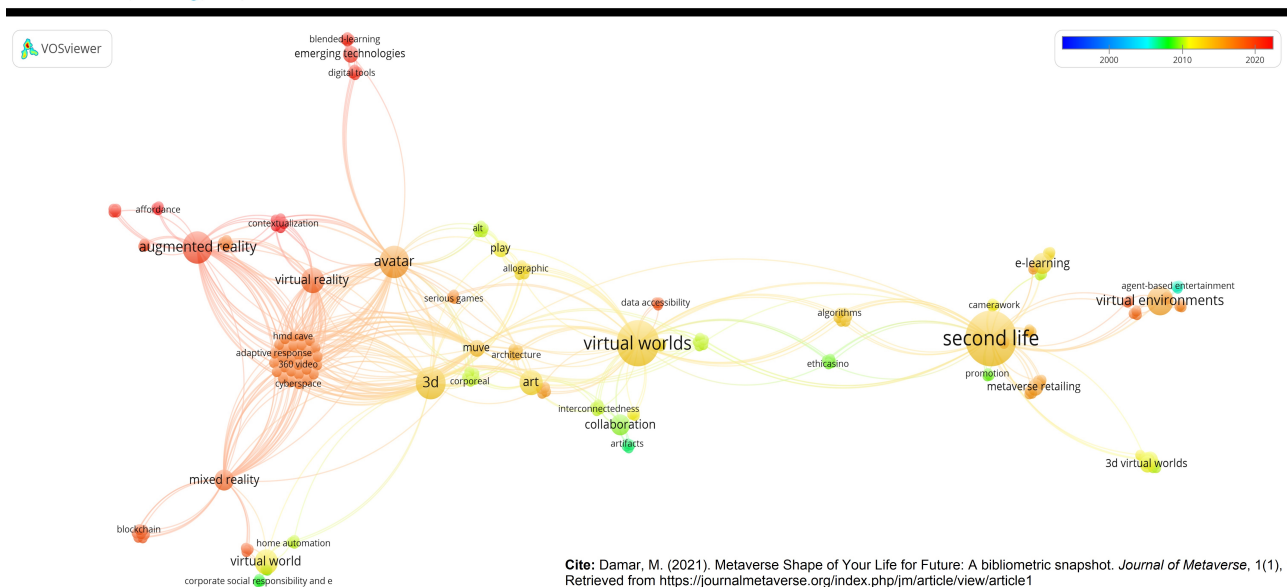 VOSviewer
blended-learning
emerging technologies
digital tools
2000 2010 2020
affordance
contextualization
augmented reality
virtual reality
avatar
alt
play
allographic
serious games
data accessibility
hmd cave
adaptive response
360 video
cyberspace
muve
architecture
3d
corporeal
art
virtual worlds
interconnectedness
collaboration
artifacts
algorithms
ethicasino
e-learning
agent-based entertainment
virtual environments
camerawork
second life
promotion
metaverse retailing
3d virtual worlds
mixed reality
blockchain
home automation
virtual world
corporate social responsibility and e
Cite: Damar, M. (2021). Metaverse Shape of Your Life for Future: A bibliometric snapshot. Journal of Metaverse, 1(1),
Retrieved from https://journalmetaverse.org/index.php/jm/article/view/article1